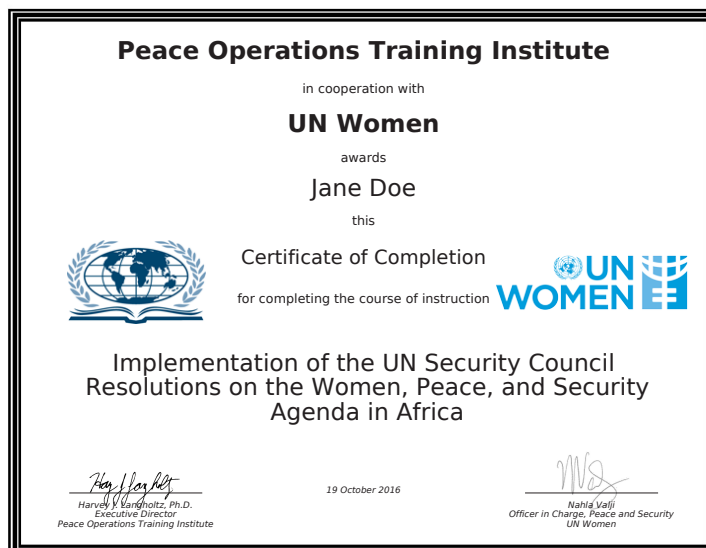 Peace Operations Training Institute
in cooperation with
UN Women
awards
Jane Doe
this
Certificate of Completion
for completing the course of instruction
UN
WOMEN
Implementation of the UN Security Council
Resolutions on the Women, Peace, and Security
Agenda in Africa
19 October 2016
Harvey J. Langholtz, Ph.D.
Executive Director
Peace Operations Training Institute
Nahla Valji
Officer in Charge, Peace and Security
UN Women